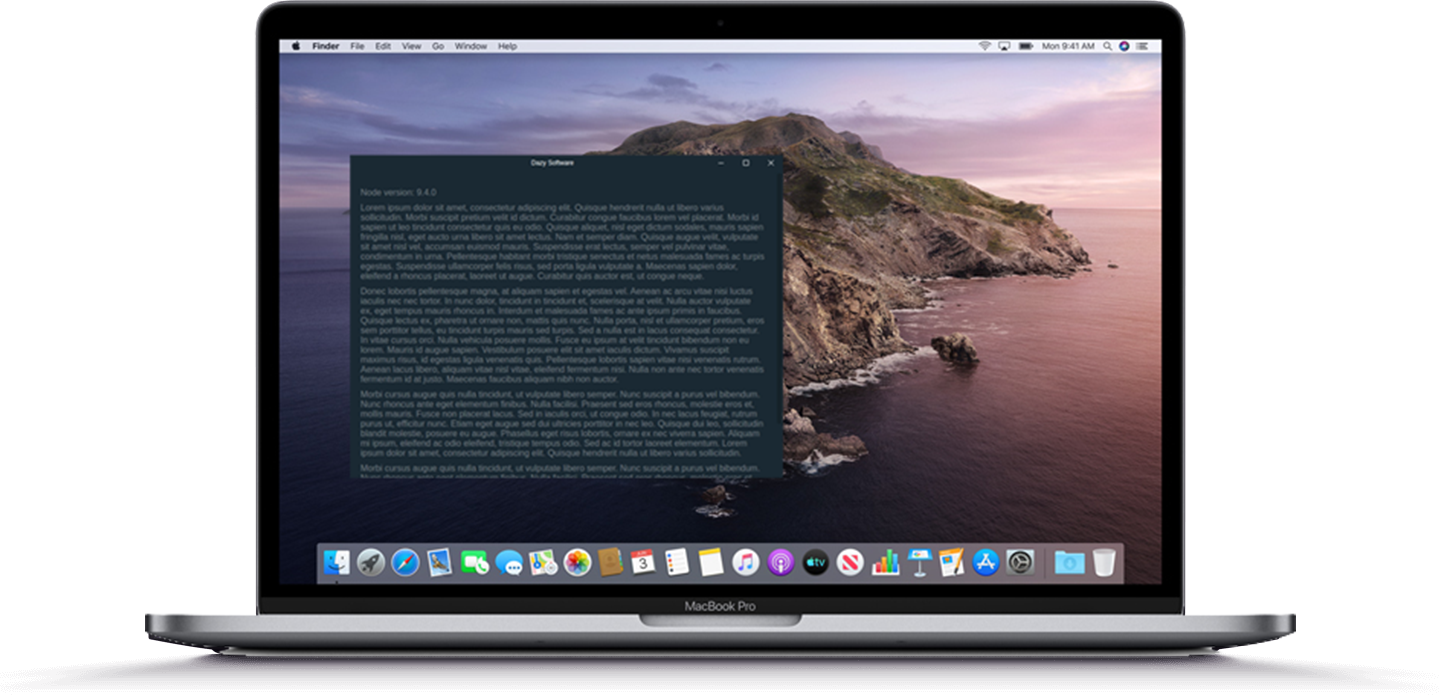 Finder File Edit View Go Window Help
Mon 9:41 AM
Dazy Software
Node version: 9.4.0
Lorem ipsum dolor sit amet, consectetur adipiscing elit. Quisque hendrerit nulla ut libero varius
sollicitudin. Morbi suscipit pretium velit id dictum. Curabitur congue faucibus lorem vel placerat. Morbi id
sapien ut leo tincidunt consectetur quis eu odio. Quisque aliquet, nisl eget dictum sodales, mauris sapien
fringilla nisl, eget aucto urna libero sit amet lectus. Nam et semper diam. Quisque augue velit, vulputate
sit amet nisl vel, accumsan euismod mauris. Suspendisse erat lectus, semper vel pulvinar vitae,
condimentum in urna. Pellentesque habitant morbi tristique senectus et netus malesuada fames ac turpis
egestas. Suspendisse ullamcorper felis risus, sed porta ligula vulputate a. Maecenas sapien dolor,
eleifend a rhoncus placerat, laoreet ut augue. Curabitur quis auctor est, ut congue neque.
Donec lobortis pellentesque magna, at aliquam sapien et egestas vel. Aenean ac arcu vitae nisi luctus
iaculis nec nec tortor. In nunc dolor, tincidunt in tincidunt et, scelerisque at velit. Nulla auctor vulputate
ex, eget tempus mauris rhoncus in. Interdum et malesuada fames ac ante ipsum primis in faucibus.
Quisque lectus ex, pharetra ut ornare non, mattis quis nunc. Nulla porta, nisl et ullamcorper pretium, eros
sem porttitor tellus, eu tincidunt turpis mauris sed turpis. Sed a nulla est in lacus consequat consectetur.
In vitae cursus orci. Nulla vehicula posuere mollis. Fusce eu ipsum at velit tincidunt bibendum non eu
lorem. Mauris id augue sapien. Vestibulum posuere elit sit amet iaculis dictum. Vivamus suscipit
maximus risus, id egestas ligula venenatis quis. Pellentesque lobortis sapien vitae nisi venenatis rutrum.
Aenean lacus libero, aliquam vitae nisl vitae, eleifend fermentum nisi. Nulla non ante nec tortor venenatis
fermentum id at justo. Maecenas faucibus aliquam nibh non auctor.
Morbi cursus augue quis nulla tincidunt, ut vulputate libero semper. Nunc suscipit a purus vel bibendum.
Nunc rhoncus ante eget elementum finibus. Nulla facilisi. Praesent sed eros rhoncus, molestie eros et,
mollis mauris. Fusce non placerat lacus. Sed in iaculis orci, ut congue odio. In nec lacus feugiat, rutrum
purus ut, efficitur nunc. Etiam eget augue sed dui ultricies porttitor in nec leo. Quisque dui leo, sollicitudin
blandit molestie, posuere eu augue. Phasellus eget risus lobortis, ornare ex nec viverra sapien. Aliquam
mi ipsum, eleifend ac odio eleifend, tristique tempus odio. Sed ac id tortor laoreet elementum. Lorem
ipsum dolor sit amet, consectetur adipiscing elit. Quisque hendrerit nulla ut libero varius sollicitudin.
Morbi cursus augue quis nulla tincidunt, ut vulputate libero semper. Nunc suscipit a purus vel bibendum.
3
tv
MacBook Pro